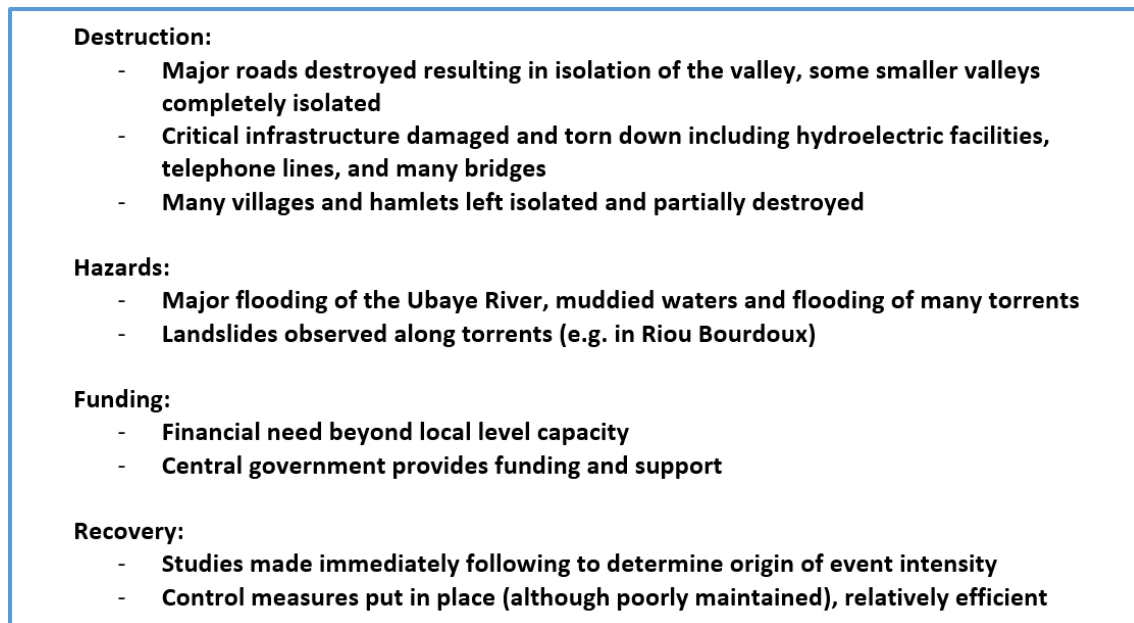 Destruction:
- Major roads destroyed resulting in isolation of the valley, some smaller valleys
completely isolated
- Critical infrastructure damaged and torn down including hydroelectric facilities,
telephone lines, and many bridges
- Many villages and hamlets left isolated and partially destroyed
Hazards:
- Major flooding of the Ubaye River, muddied waters and flooding of many torrents
- Landslides observed along torrents (e.g. in Riou Bourdoux)
Funding:
- Financial need beyond local level capacity
- Central government provides funding and support
Recovery:
- Studies made immediately following to determine origin of event intensity
- Control measures put in place (although poorly maintained), relatively efficient